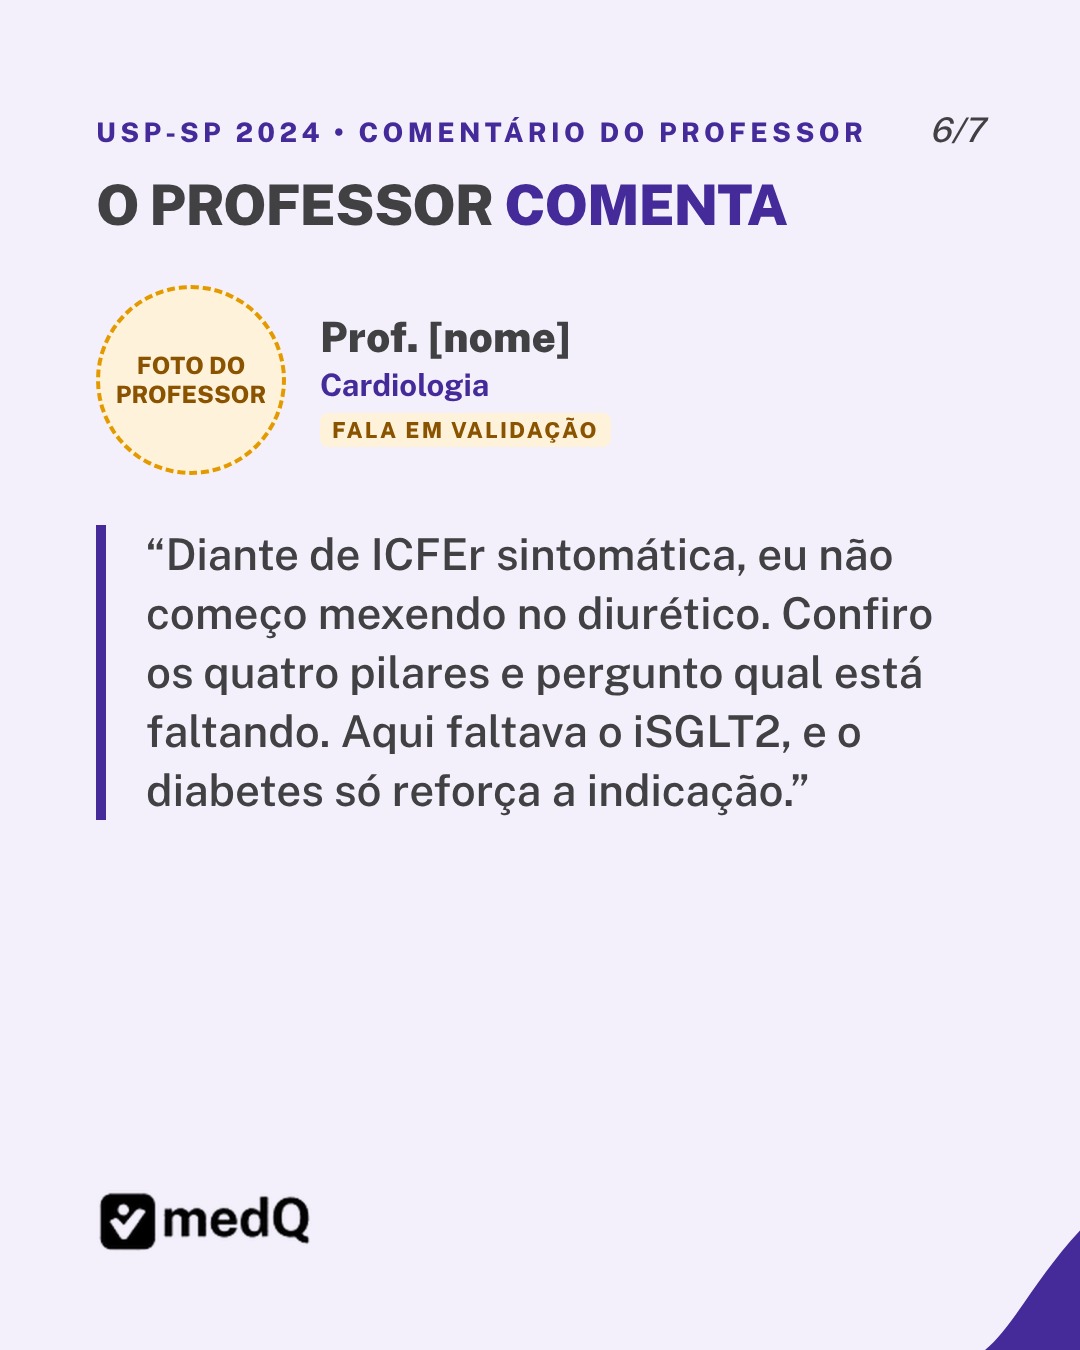 USP-SP 2024 • COMENTÁRIO DO PROFESSOR 6/7
O PROFESSOR COMENTA
FOTO DO
PROFESSOR
Prof. [nome]
Cardiologia
FALA EM VALIDAÇÃO
“Diante de ICFEr sintomática, eu não
começo mexendo no diurético. Confiro
os quatro pilares e pergunto qual está
faltando. Aqui faltava o iSGLT2, e o
diabetes só reforça a indicação.”
medQ